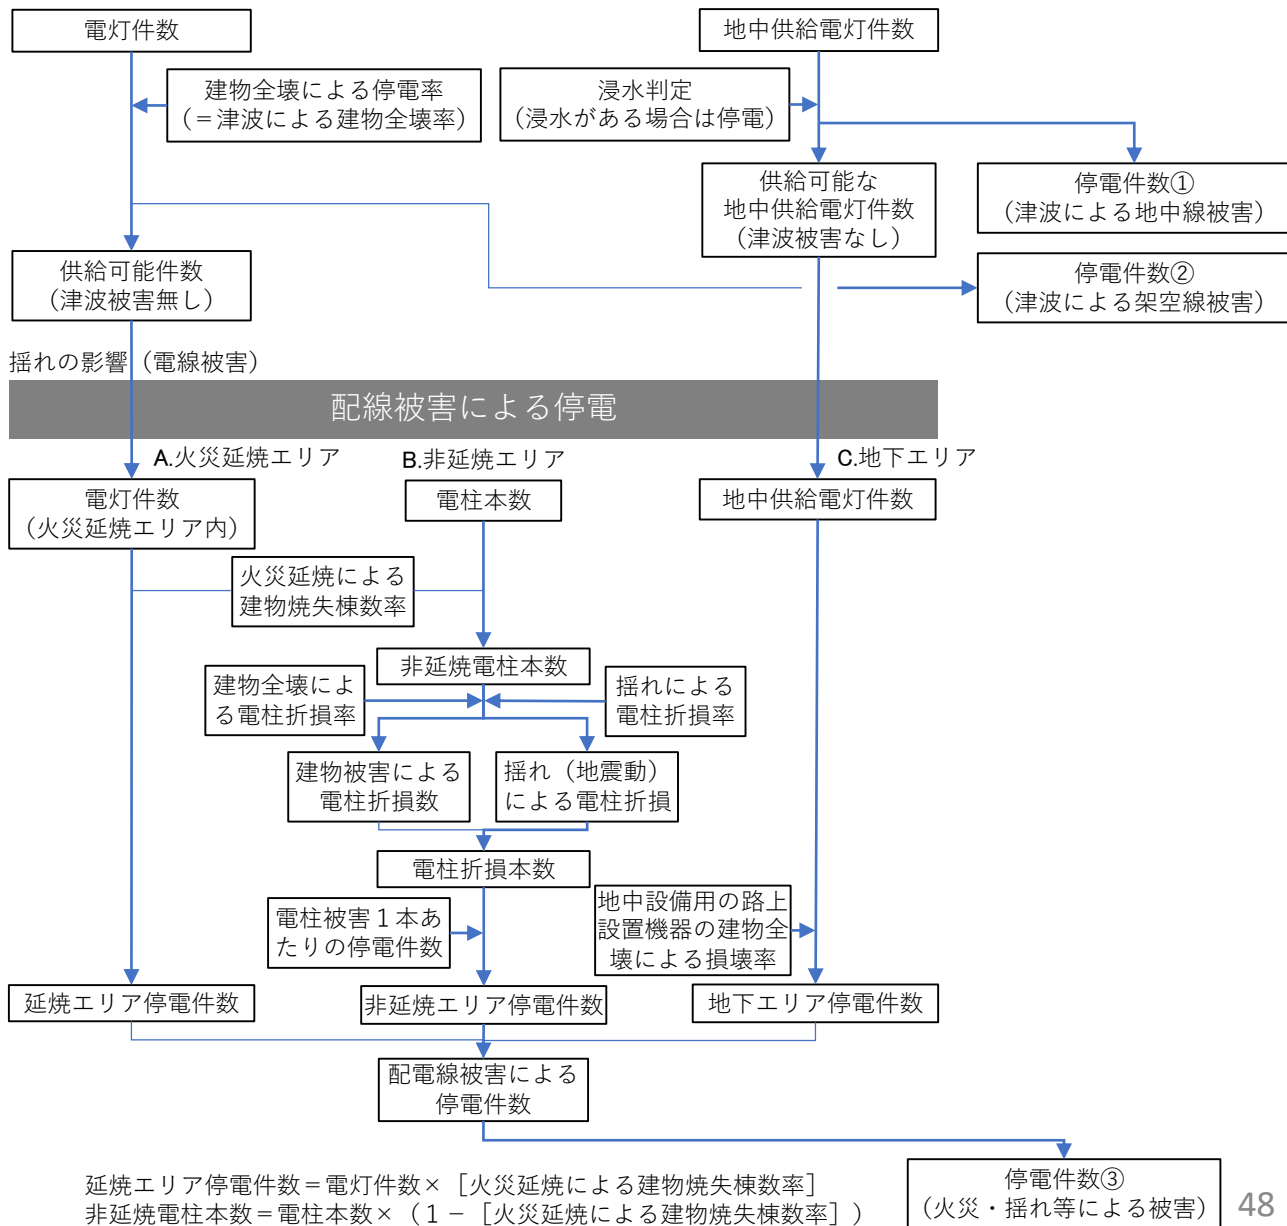 電灯件数
地中供給電灯件数
建物全壊による停電率
（＝津波による建物全壊率）
浸水判定
（浸水がある場合は停電）
供給可能な
地中供給電灯件数
（津波被害なし）
停電件数①
（津波による地中線被害）
供給可能件数
（津波被害無し）
停電件数②
（津波による架空線被害）
揺れの影響（電線被害）
配線被害による停電
A.火災延焼エリア
B.非延焼エリア
C.地下エリア
電灯件数
（火災延焼エリア内）
電柱本数
地中供給電灯件数
火災延焼による
建物焼失棟数率
非延焼電柱本数
建物全壊によ
る電柱折損率
揺れによる
電柱折損率
建物被害による
電柱折損数
揺れ（地震動）
による電柱折損
電柱折損本数
電柱被害１本あ
たりの停電件数
地中設備用の路上
設置機器の建物全
壊による損壊率
延焼エリア停電件数
非延焼エリア停電件数
地下エリア停電件数
配電線被害による
停電件数
停電件数③
（火災・揺れ等による被害）
延焼エリア停電件数＝電灯件数×［火災延焼による建物焼失棟数率］
非延焼電柱本数＝電柱本数×（１－［火災延焼による建物焼失棟数率］）
48